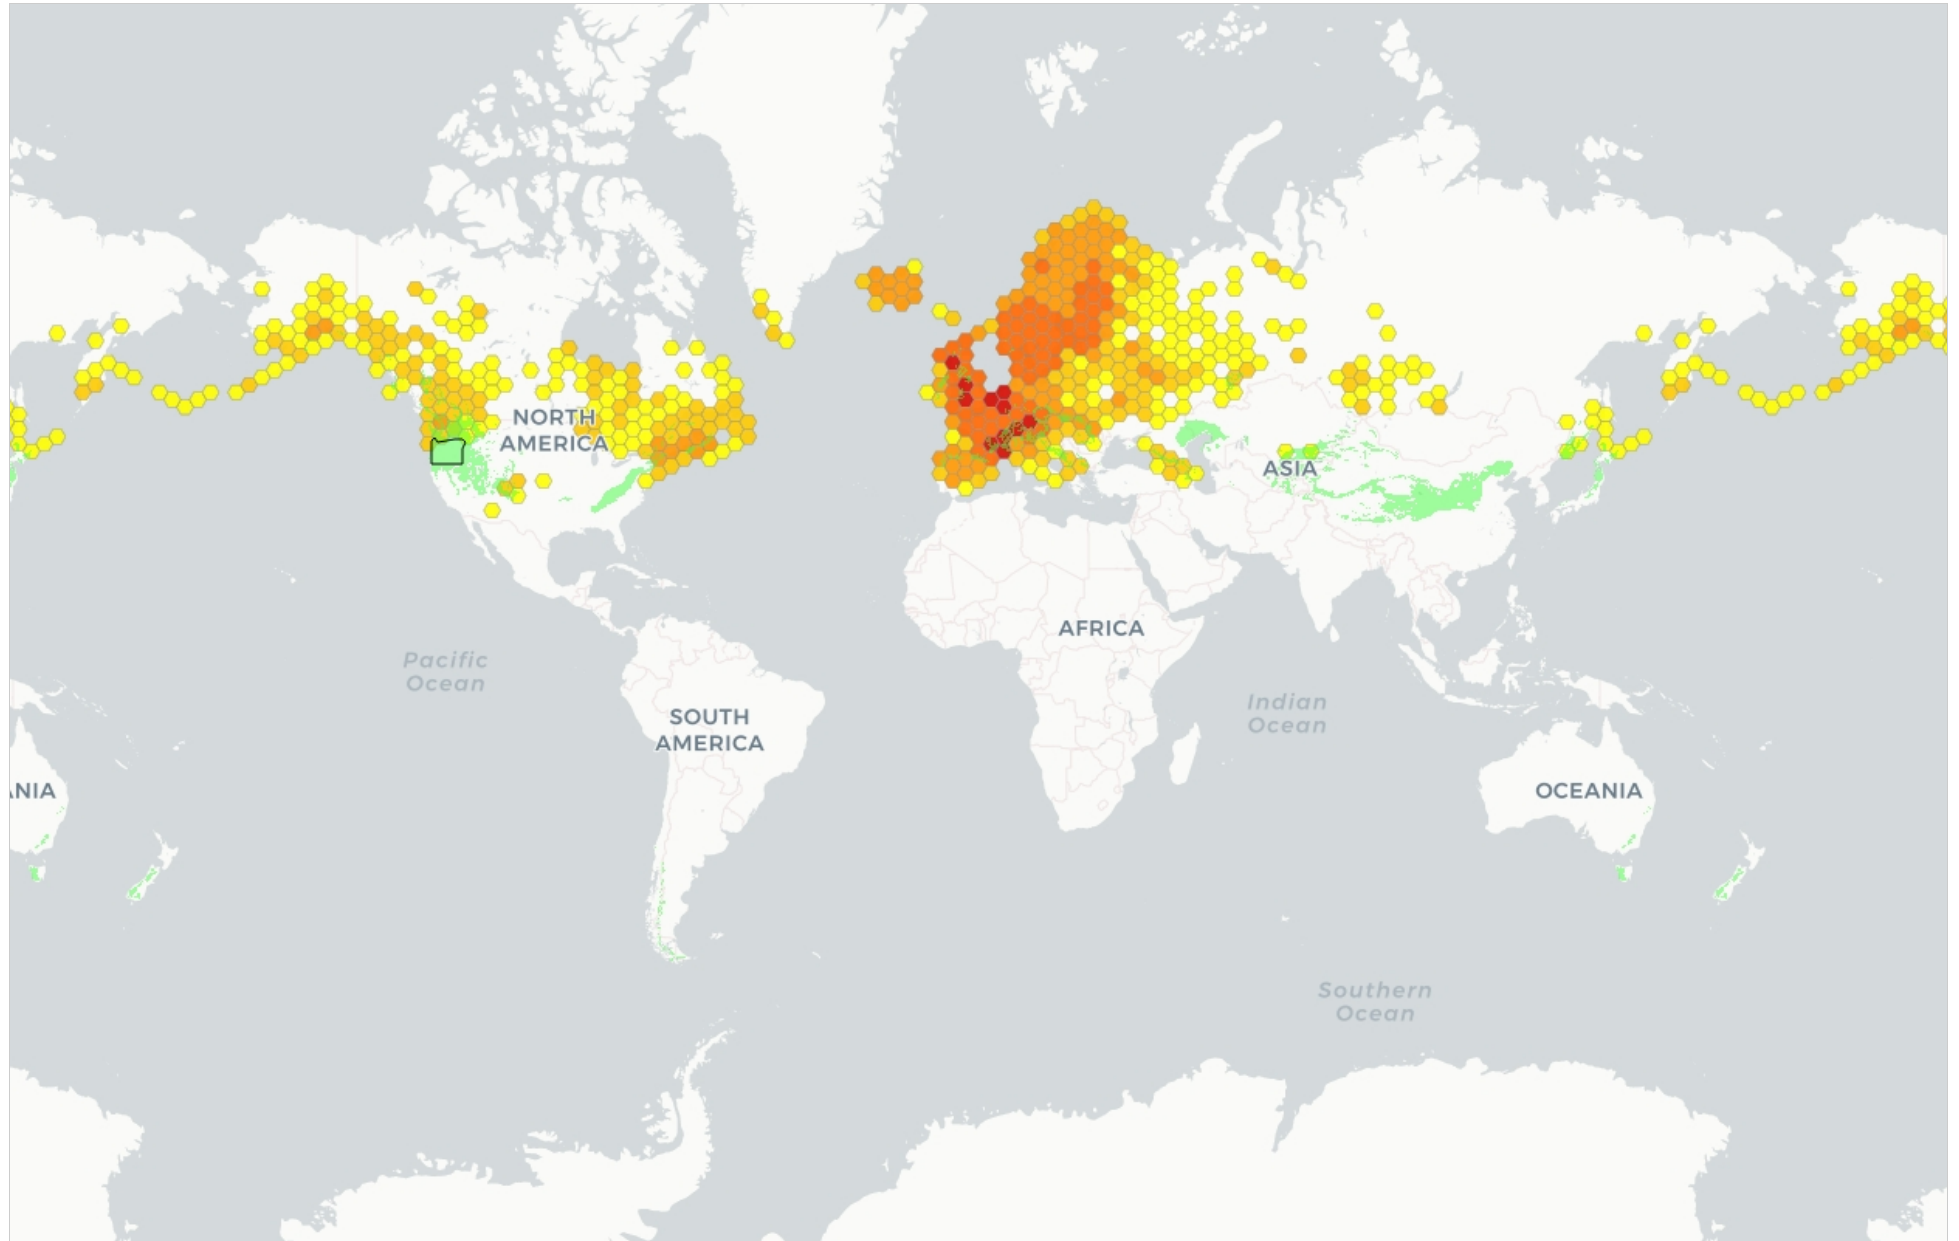 NORTH
AMERICA
ASIA
AFRICA
Pacific
Ocean
Indian
Ocean
SOUTH
AMERICA
ANIA
OCEANIA
Southern
Ocean